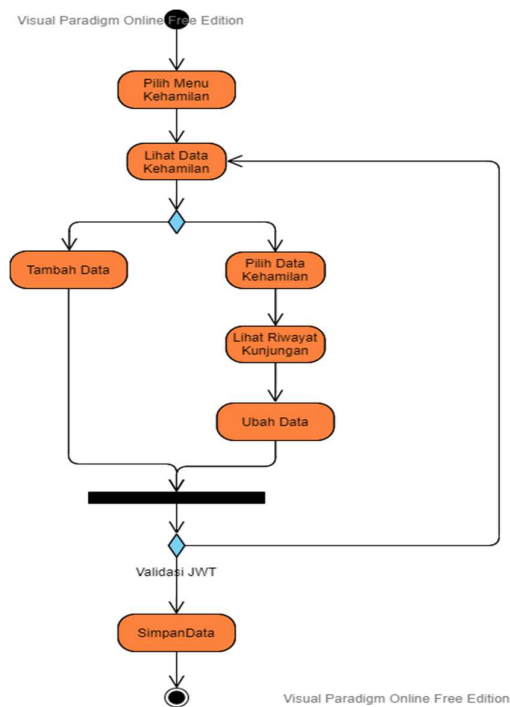 Visual Paradigm Online Free Edition
Pilih Menu
Kehamilan
Lihat Data
Kehamilan
Tambah Data
Pilih Data
Kehamilan
Lihat Riwayat
Kunjungan
Ubah Data
Validasi JWT
SimpanData
Visual Paradigm Online Free Edition